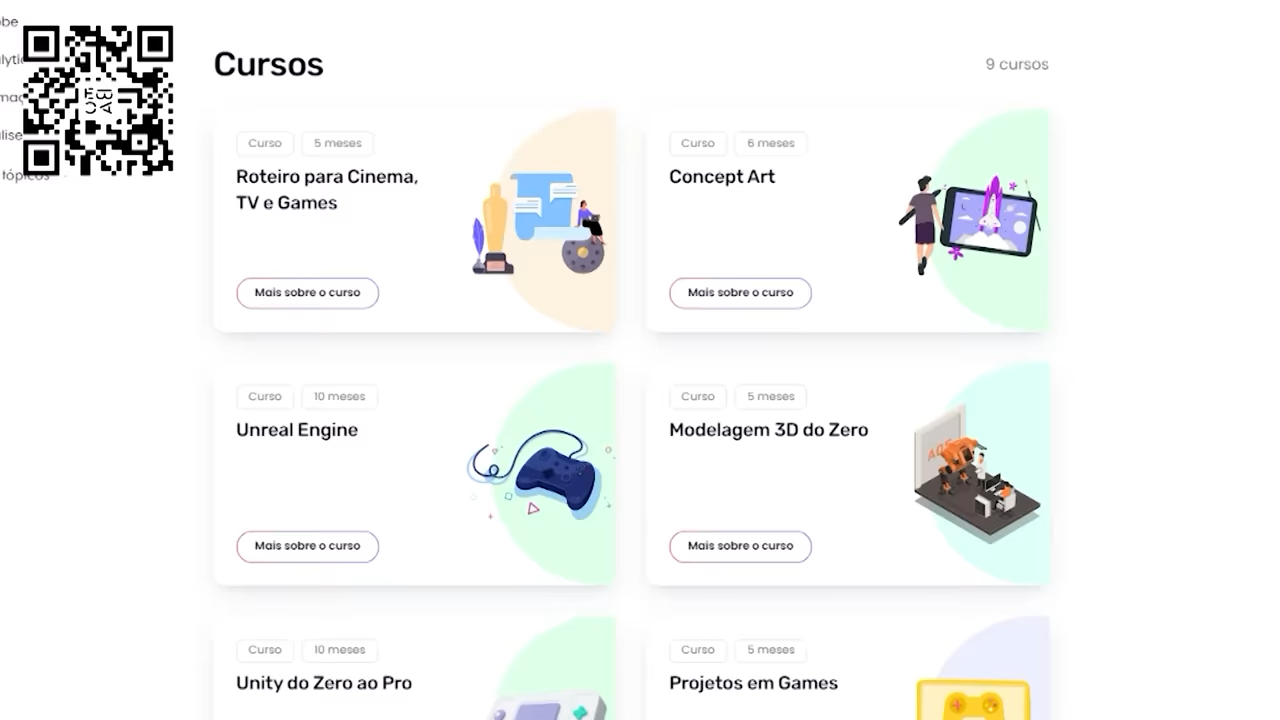 Cursos
9 cursos
Curso
5 meses
Roteiro para Cinema,
TV e Games
Mais sobre o curso
Curso
6 meses
Concept Art
Mais sobre o curso
Curso
10 meses
Unreal Engine
Mais sobre o curso
Curso
5 meses
Modelagem 3D do Zero
Mais sobre o curso
Curso
10 meses
Unity do Zero ao Pro
Curso
5 meses
Projetos em Games
tópicos